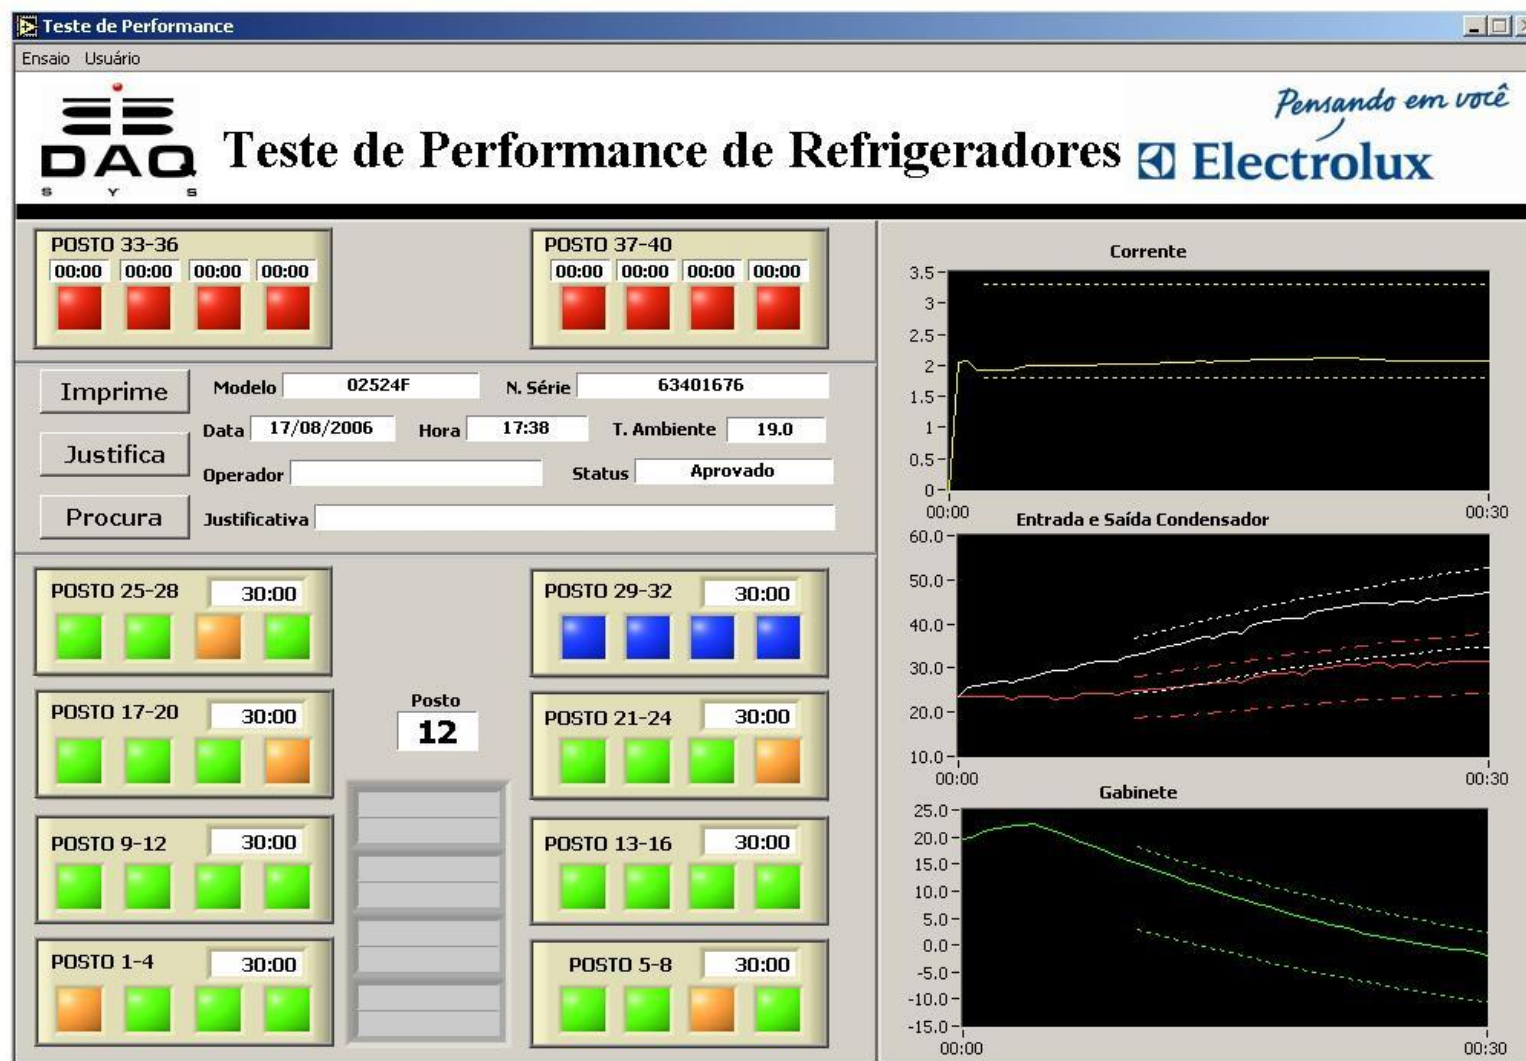 Teste de Performance
Ensaio Usuário
DAQ
S Y S
Teste de Performance de Refrigeradores
Pensando em você
Electrolux
POSTO 33-36
00:00 00:00 00:00 00:00
POSTO 37-40
00:00 00:00 00:00 00:00
Imprime
Modelo 02524F N. Série 63401676
Data 17/08/2006 Hora 17:38 T. Ambiente 19.0
Justifica
Operador Status Aprovado
Procura
Justificativa
POSTO 25-28 30:00
POSTO 29-32 30:00
POSTO 17-20 30:00
Posto
12
POSTO 21-24 30:00
POSTO 9-12 30:00
POSTO 13-16 30:00
POSTO 1-4 30:00
POSTO 5-8 30:00
Corrente
3.5
3
2.5
2
1.5
1
0.5
0
00:00 00:30
Entrada e Saída Condensador
60.0
50.0
40.0
30.0
20.0
10.0
00:00 00:30
Gabinete
25.0
20.0
15.0
10.0
5.0
0.0
-5.0
-10.0
-15.0
00:00 00:30